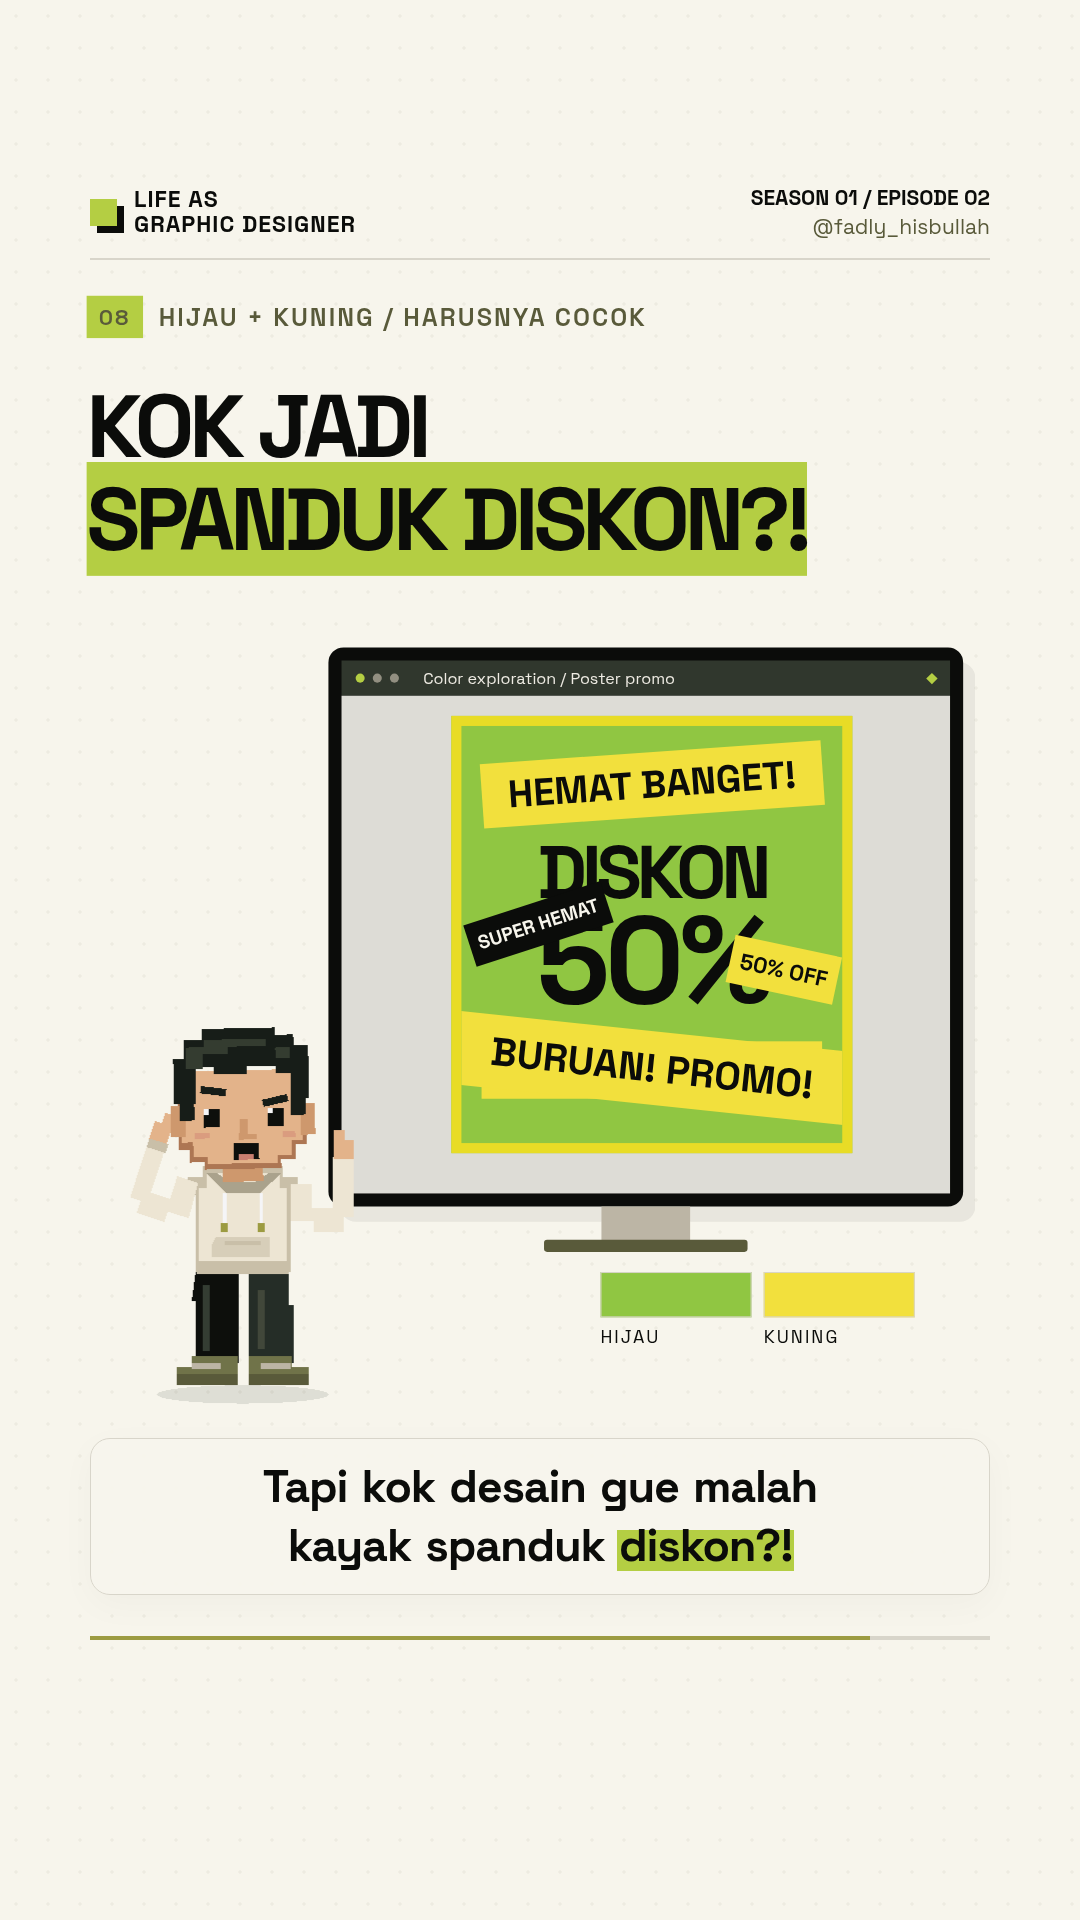 LIFE AS
GRAPHIC DESIGNER
SEASON 01 / EPISODE 02
@fadly_hisbullah
08
HIJAU + KUNING / HARUSNYA COCOK
KOK JADI
SPANDUK DISKON?!
Color exploration / Poster promo
HEMAT BANGET!
DISKON
SUPER HEMAT
50%
50% OFF
BURUAN! PROMO!
HIJAU
KUNING
Tapi kok desain gue malah
kayak spanduk diskon?!